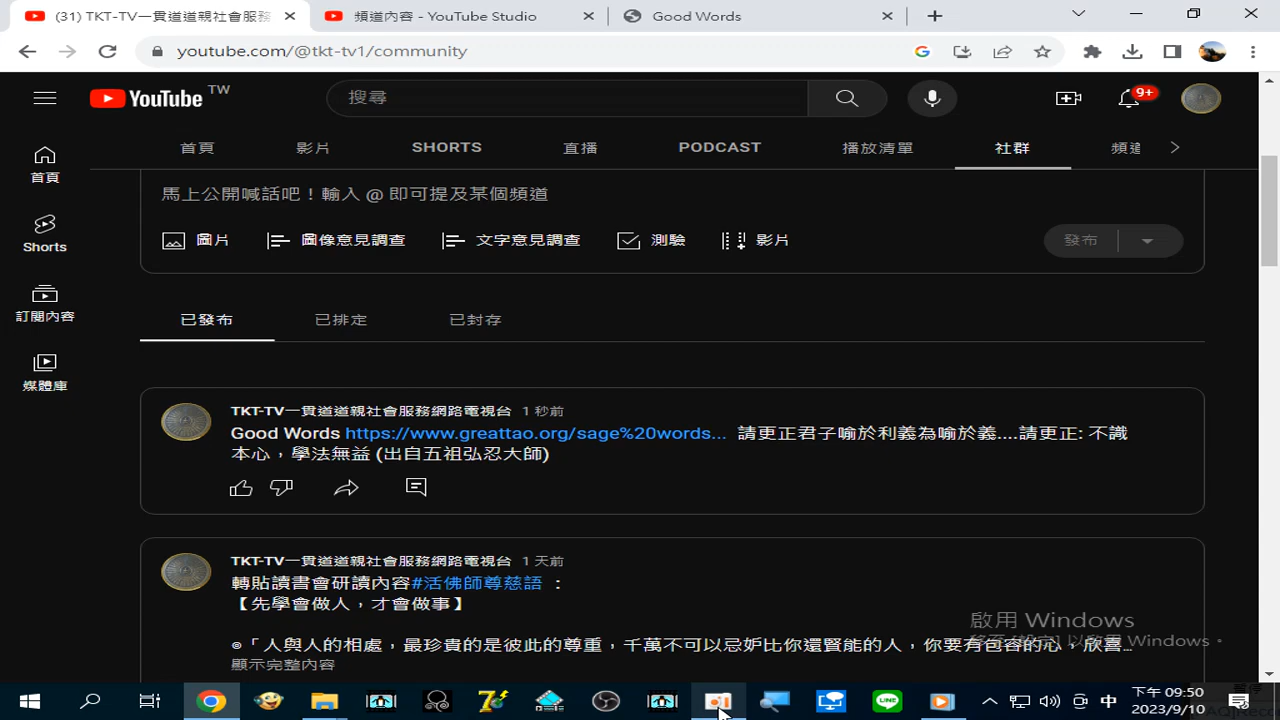 (31) TKT-TV一貫道道親社會服務
頻道內容 - YouTube Studio
Good Words
youtube.com/@tkt-tv1/community
YouTube TW
搜尋
9+
首頁
影片
SHORTS
直播
PODCAST
播放清單
社群
頻道
首頁
Shorts
訂閱內容
媒體庫
馬上公開喊話吧！輸入 @ 即可提及某個頻道
圖片
圖像意見調查
文字意見調查
測驗
影片
發布
已發布
已排定
已封存
TKT-TV一貫道道親社會服務網路電視台 1 秒前
Good Words https://www.greattao.org/sage%20words... 請更正君子喻於利義為喻於義....請更正: 不識
本心，學法無益 (出自五祖弘忍大師)
TKT-TV一貫道道親社會服務網路電視台 1 天前
轉貼讀書會研讀內容#活佛師尊慈語 ：
【先學會做人，才會做事】
◎「人與人的相處，最珍貴的是彼此的尊重，千萬不可以忌妒比你還賢能的人，你要有包容的心，欣喜...
顯示完整內容
啟用 Windows
移至 [設定] 以啟用 Windows。
中
下午 09:50
2023/9/10